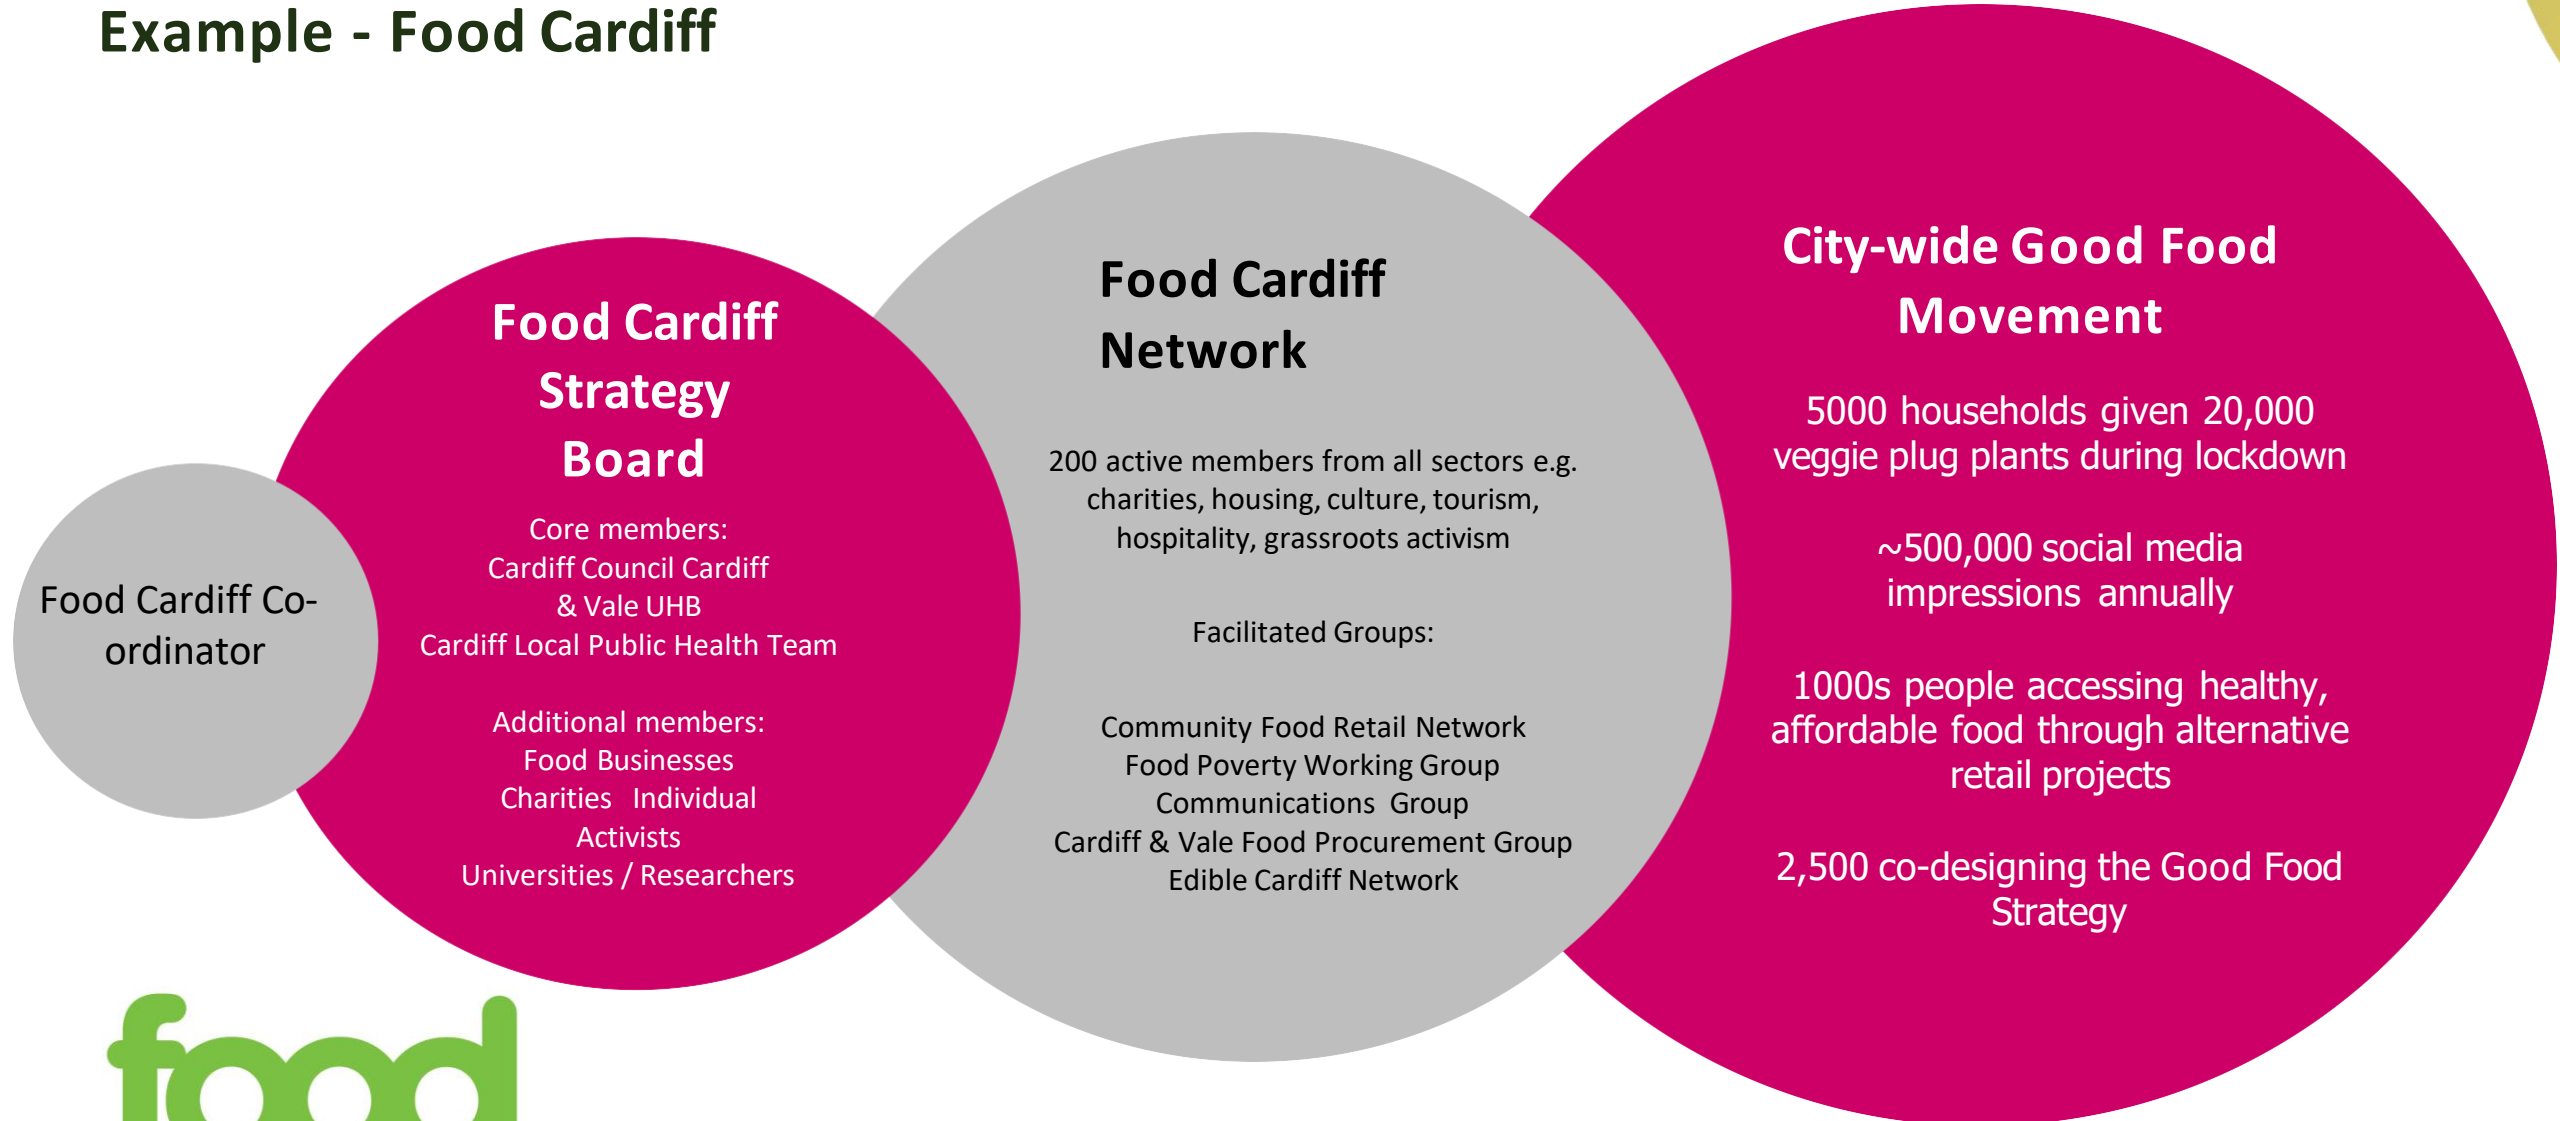 Example - Food Cardiff
Food Cardiff Co-
ordinator
Food Cardiff
Strategy
Board
Core members:
Cardiff Council Cardiff
& Vale UHB
Cardiff Local Public Health Team
Additional members:
Food Businesses
Charities Individual
Activists
Universities / Researchers
Food Cardiff
Network
200 active members from all sectors e.g.
charities, housing, culture, tourism,
hospitality, grassroots activism
Facilitated Groups:
Community Food Retail Network
Food Poverty Working Group
Communications Group
Cardiff & Vale Food Procurement Group
Edible Cardiff Network
City-wide Good Food
Movement
5000 households given 20,000
veggie plug plants during lockdown
~500,000 social media
impressions annually
1000s people accessing healthy,
affordable food through alternative
retail projects
2,500 co-designing the Good Food
Strategy
food